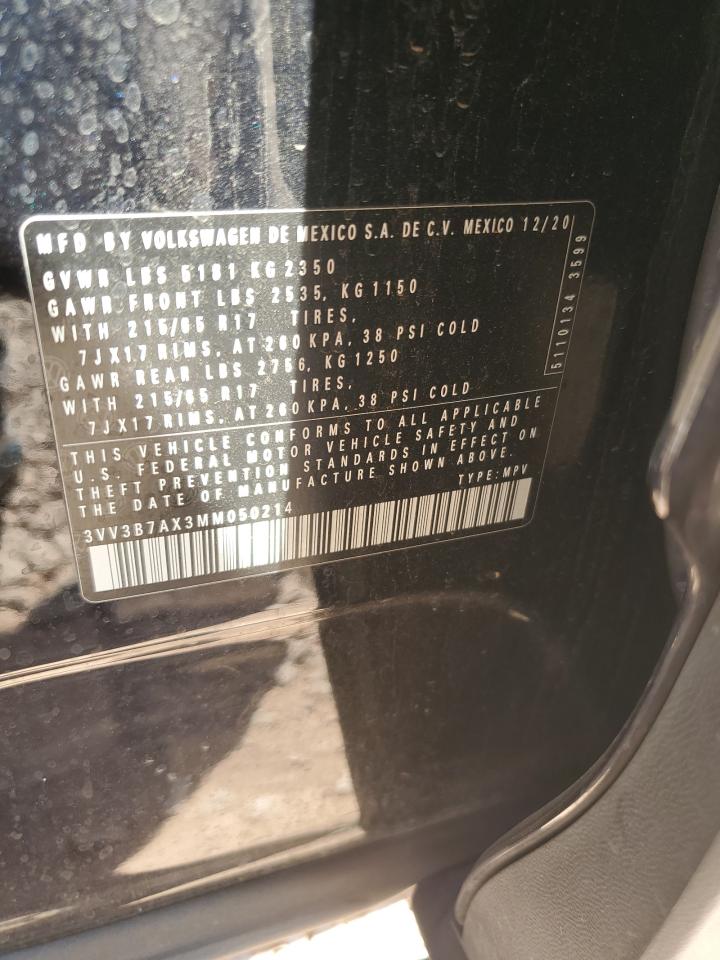 MFD BY VOLKSWAGEN DE MEXICO S.A. DE C.V. MEXICO 12/20
GVWR LBS 5181 KG 2350
GAWR FRONT LBS 2535, KG 1150
WITH 215/65 R17 TIRES,
7JX17 RIMS, AT 260 KPA, 38 PSI COLD
GAWR REAR LBS 2756, KG 1250
WITH 215/65 R17 TIRES,
7JX17 RIMS, AT 260 KPA, 38 PSI COLD
5110134 3599
THIS VEHICLE CONFORMS TO ALL APPLICABLE
U.S. FEDERAL MOTOR VEHICLE SAFETY AND
THEFT PREVENTION STANDARDS IN EFFECT ON
THE DATE OF MANUFACTURE SHOWN ABOVE.
3VV3B7AX3MM050214 TYPE: MPV